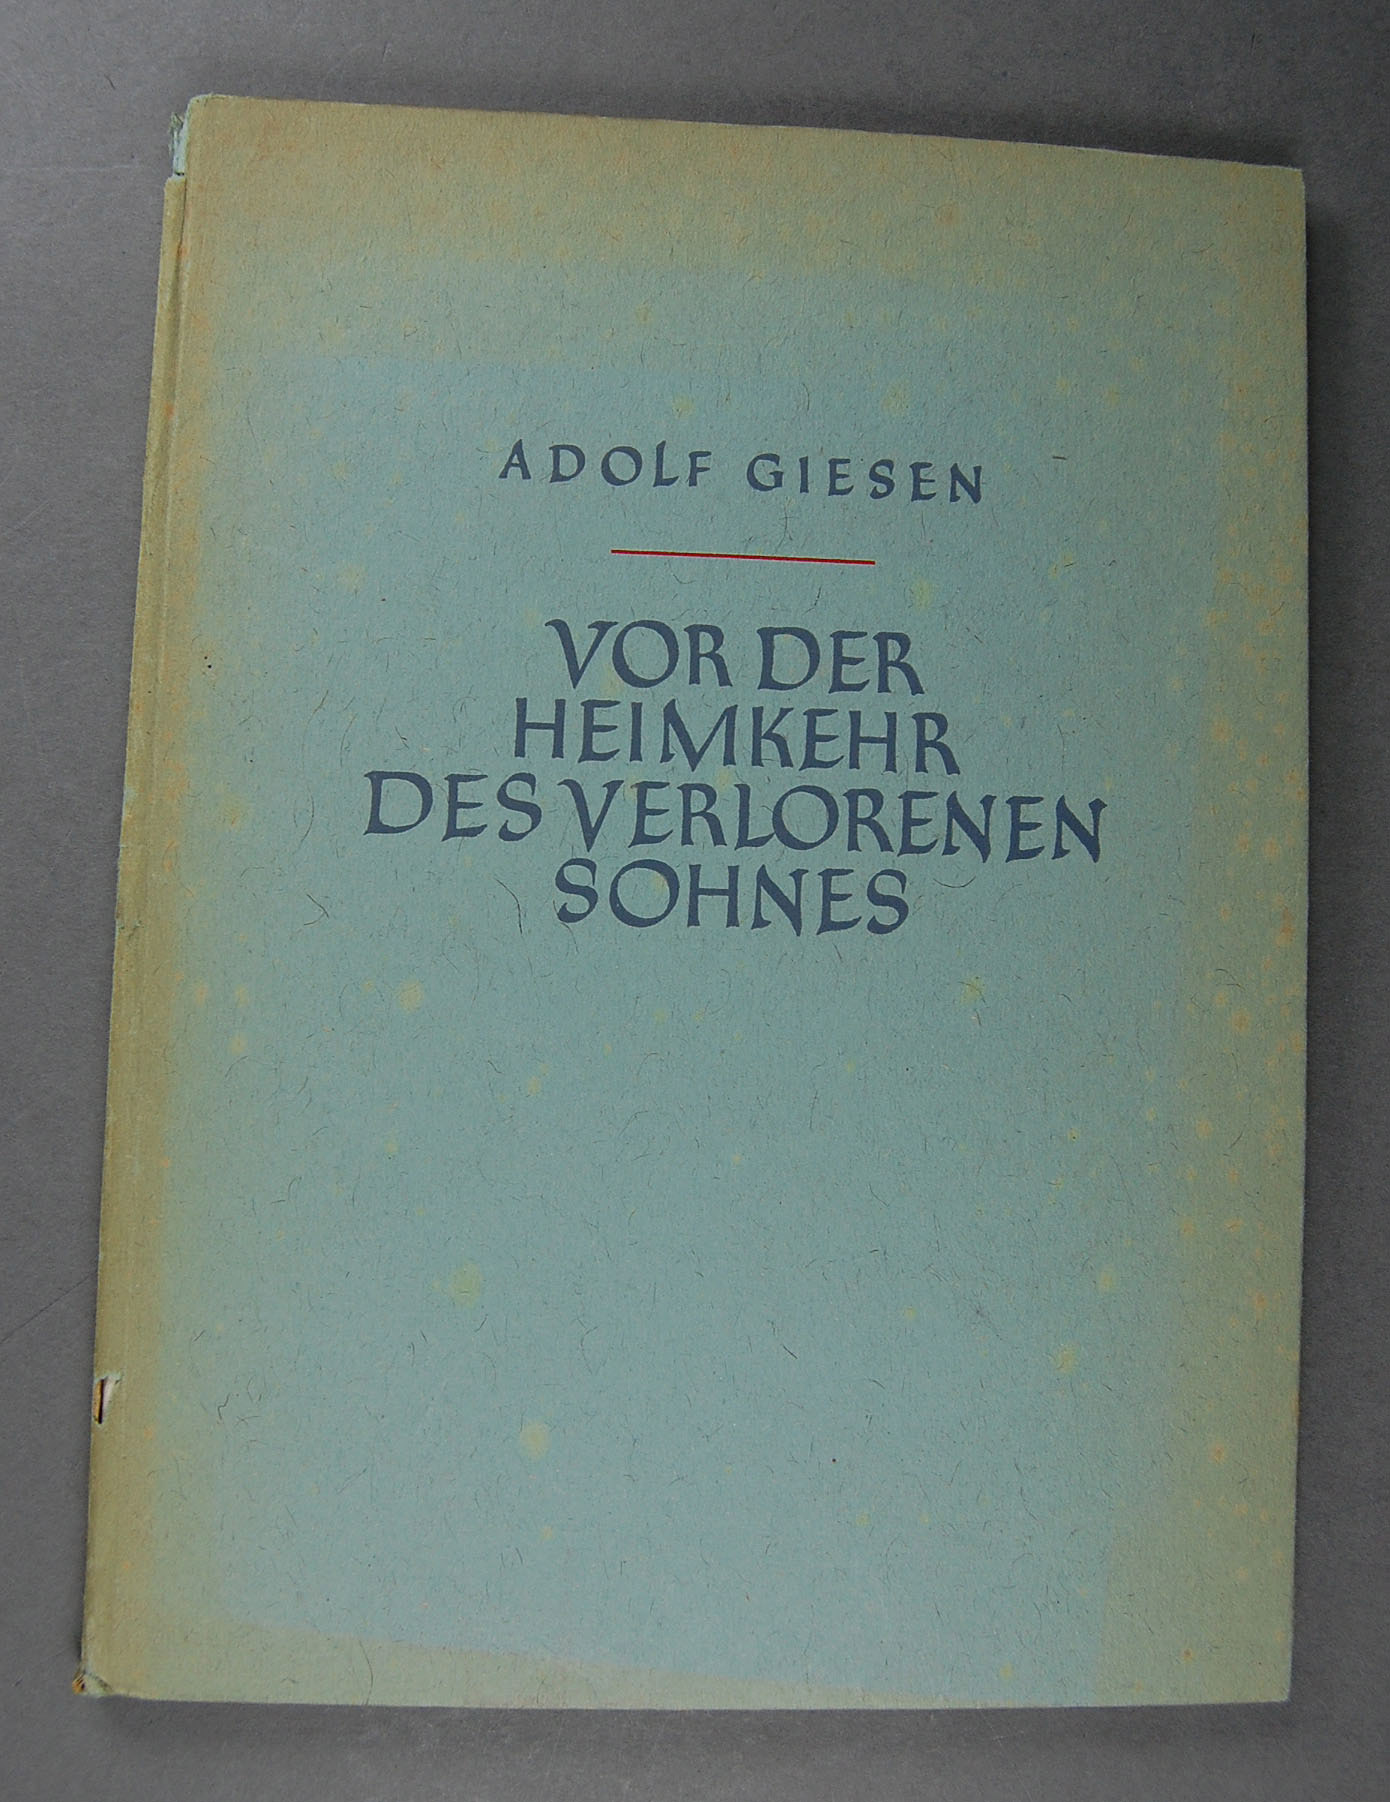 ADOLF GIESEN
VOR DER
HEIMKEHR
DES VERLORENEN
SOHNES